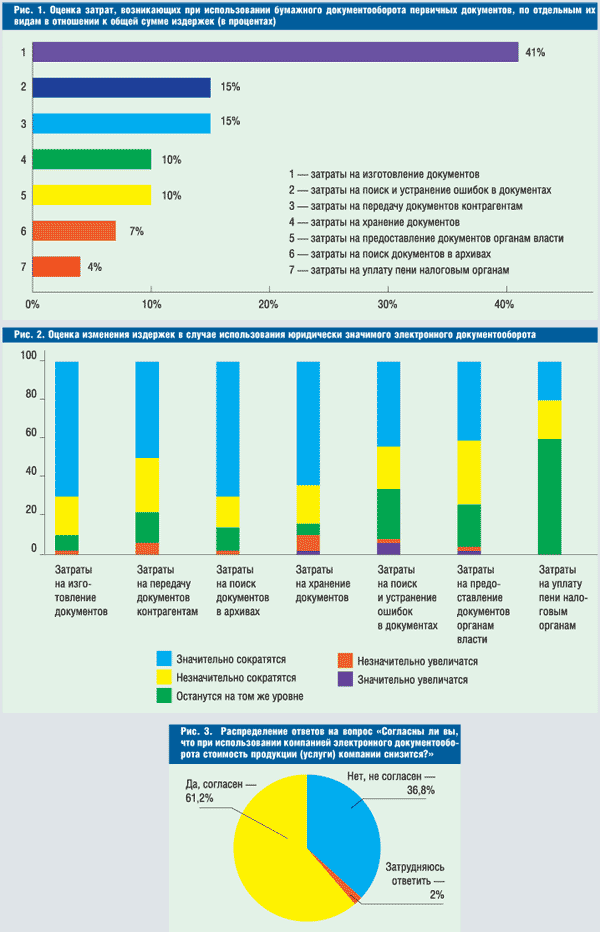 Рис. 1. Оценка затрат, возникающих при использовании бумажного документооборота первичных документов, по отдельным их
видам в отношении к общей сумме издержек (в процентах)
1
41%
2
15%
3
15%
4
10%
5
10%
6
7%
7
4%
1 — затраты на изготовление документов
2 — затраты на поиск и устранение ошибок в документах
3 — затраты на передачу документов контрагентам
4 — затраты на хранение документов
5 — затраты на предоставление документов органам власти
6 — затраты на поиск документов в архивах
7 — затраты на уплату пени налоговым органам
0%
10%
20%
30%
40%
Рис. 2. Оценка изменения издержек в случае использования юридически значимого электронного документооборота
100
80
60
40
20
0
Затраты
на изго-
товление
документов
Затраты
на передачу
документов
контрагентам
Затраты
на поиск
документов
в архивах
Затраты
на хранение
документов
Затраты
на поиск
и устранение
ошибок
в документах
Затраты
на предо-
ставление
документов
органам
власти
Затраты
на уплату
пени нало-
говым
органам
Значительно сократятся
Незначительно сократятся
Останутся на том же уровне
Незначительно увеличатся
Значительно увеличатся
Рис. 3. Распределение ответов на вопрос «Согласны ли вы,
что при использовании компанией электронного документообо-
рота стоимость продукции (услуги) компании снизится?»
Да, согласен —
61,2%
Нет, не согласен —
36,8%
Затрудняюсь
ответить —
2%